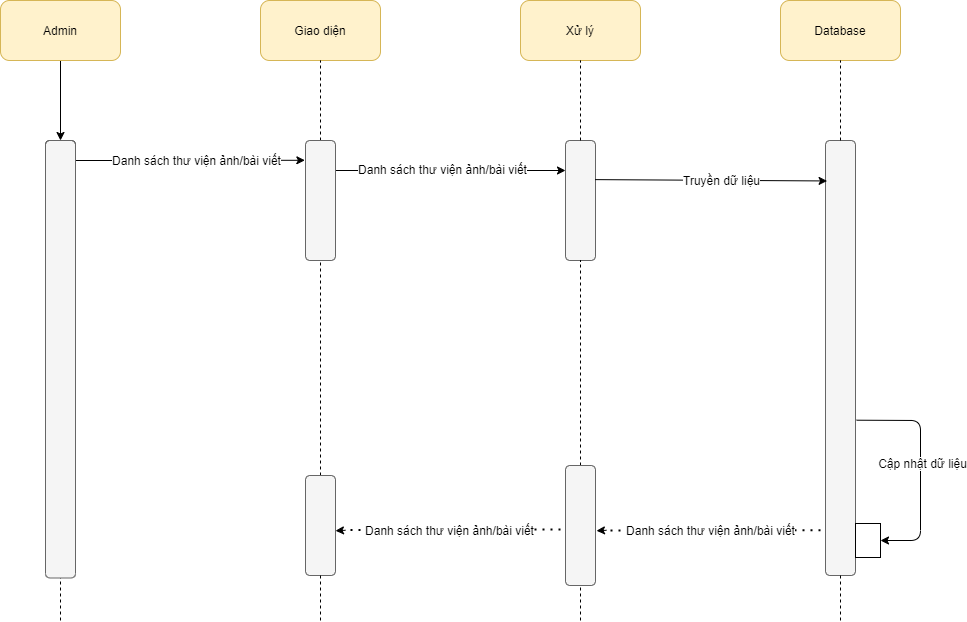 Admin
Giao diện
Xử lý
Database
Danh sách thư viện ảnh/bài viết
Danh sách thư viện ảnh/bài viết
Truyền dữ liệu
Cập nhật dữ liệu
Danh sách thư viện ảnh/bài viết
Danh sách thư viện ảnh/bài viết